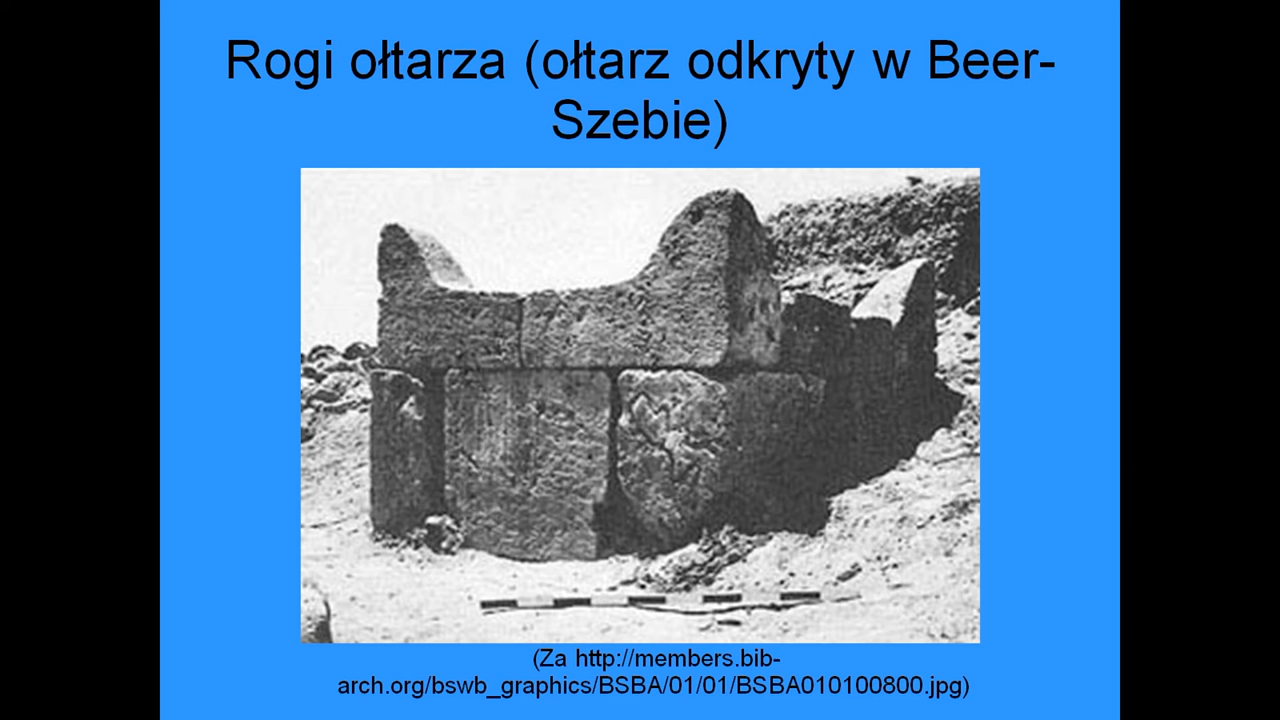 Rogi ołtarza (ołtarz odkryty w Beer-
Szebie)
(Za http://members.bib-
arch.org/bswb_graphics/BSBA/01/01/BSBA010100800.jpg)